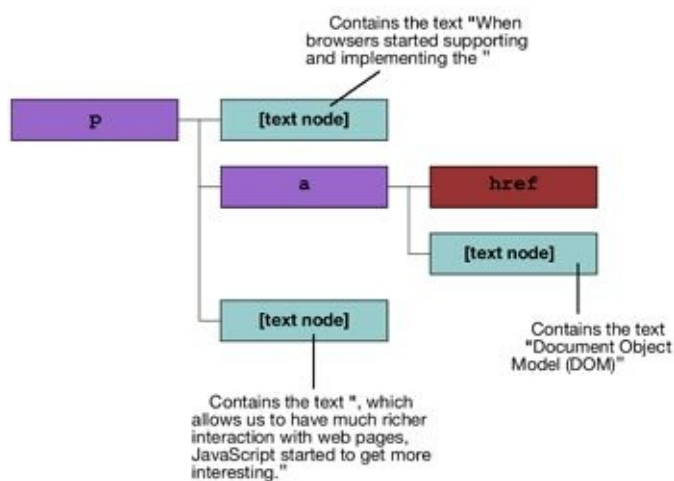 Contains the text "When
browsers started supporting
and implementing the "
p
[text node]
a
href
[text node]
[text node]
Contains the text
"Document Object
Model (DOM)"
Contains the text ", which
allows us to have much richer
interaction with web pages,
JavaScript started to get more
interesting."